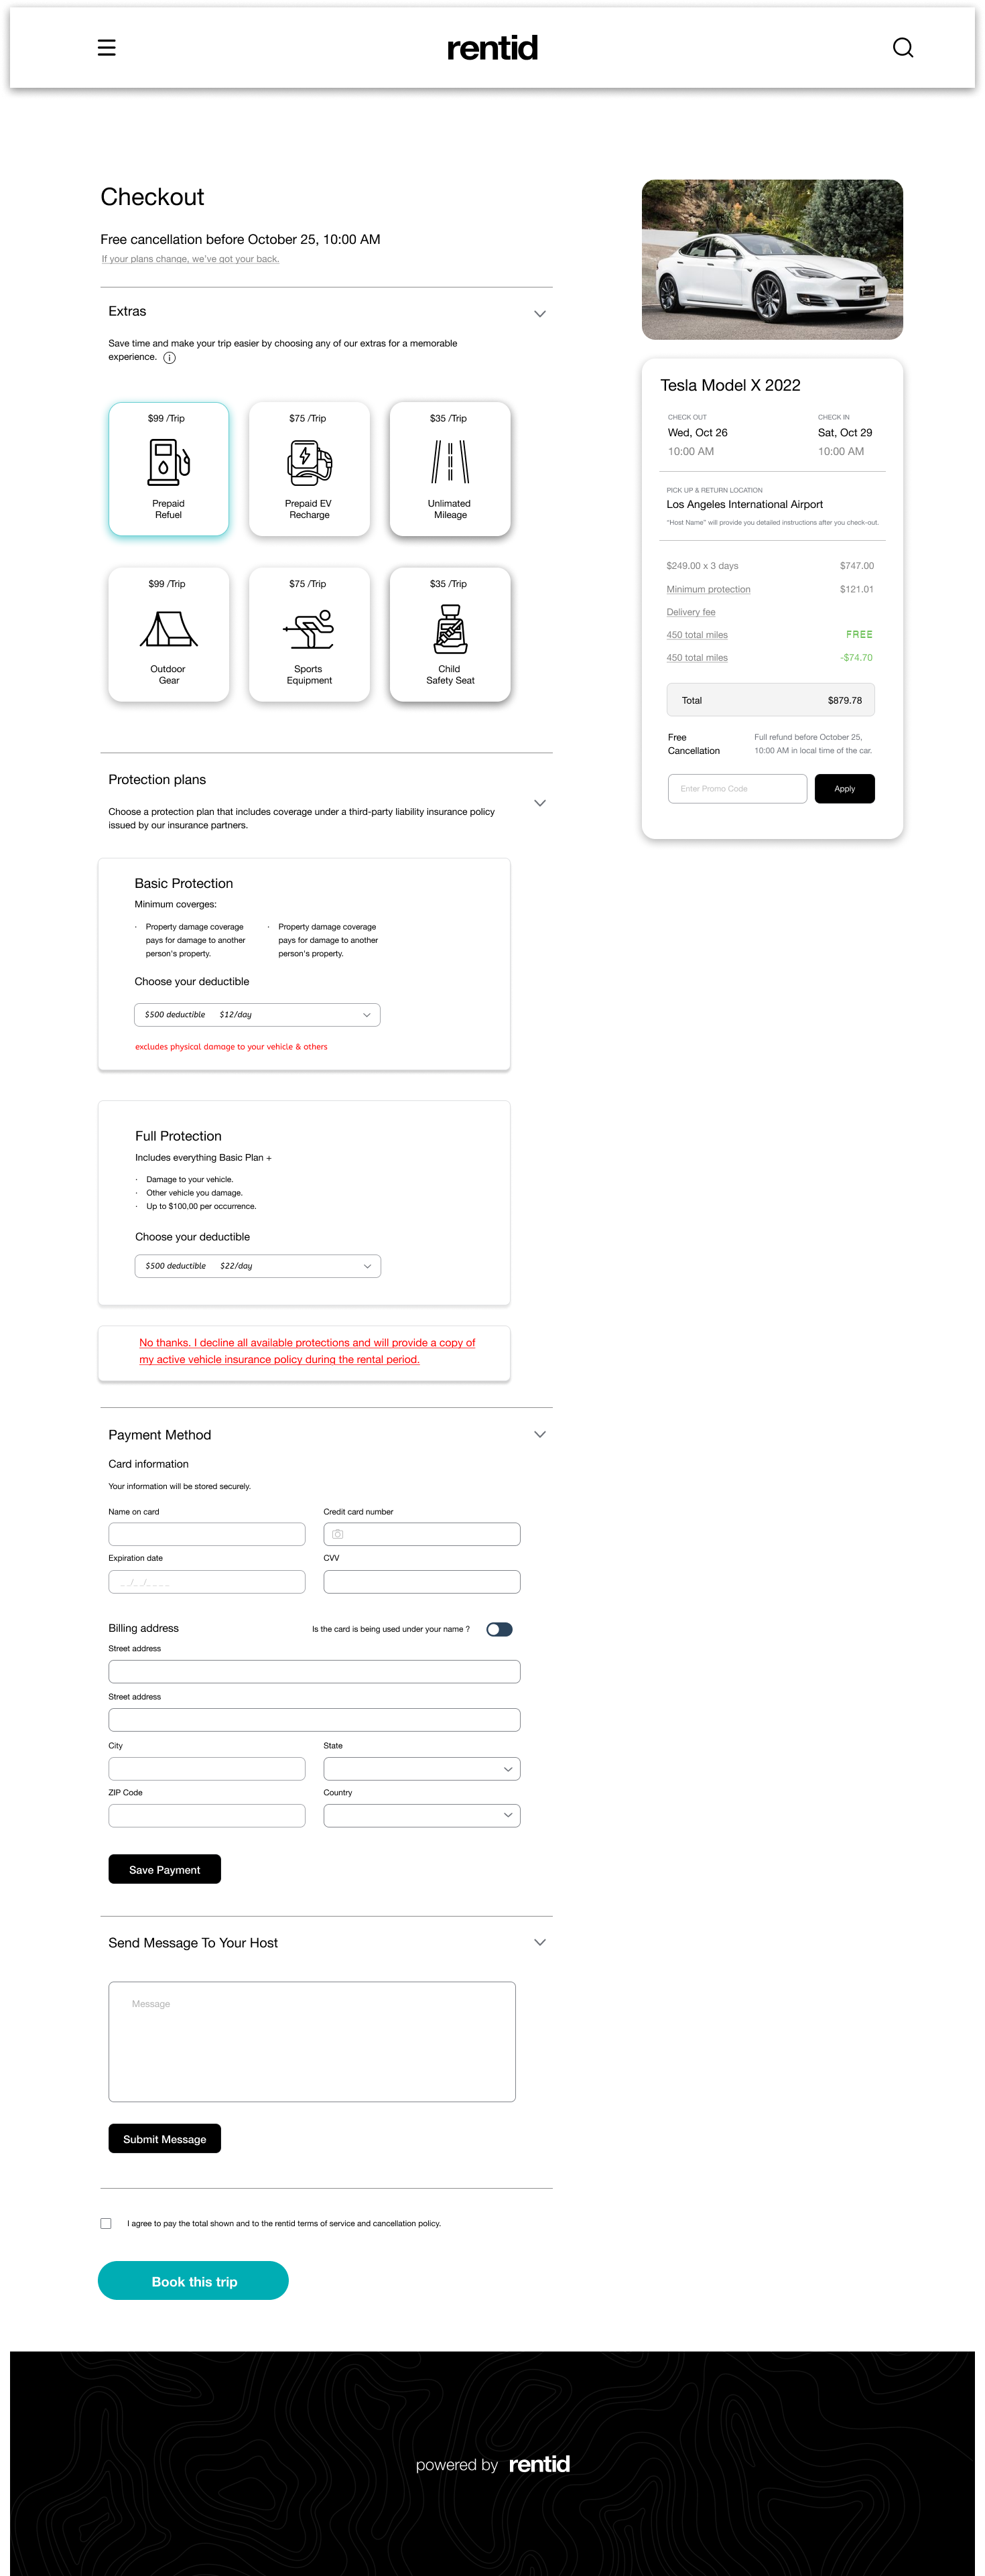 rentid
Checkout
Free cancellation before October 25, 10:00 AM
If your plans change, we've got your back.
Extras
Save time and make your trip easier by choosing any of our extras for a memorable
experience.
$99 /Trip
Prepaid
Refuel
$75 /Trip
Prepaid EV
Recharge
$35 /Trip
Unlimated
Mileage
$99 /Trip
Outdoor
Gear
$75 /Trip
Sports
Equipment
$35 /Trip
Child
Safety Seat
Protection plans
Choose a protection plan that includes coverage under a third-party liability insurance policy
issued by our insurance partners.
Basic Protection
Minimum coverges:
· Property damage coverage
pays for damage to another
person's property.
· Property damage coverage
pays for damage to another
person's property.
Choose your deductible
$500 deductible $12/day
excludes physical damage to your vehicle & others
Full Protection
Includes everything Basic Plan +
· Damage to your vehicle.
· Other vehicle you damage.
· Up to $100,00 per occurrence.
Choose your deductible
$500 deductible $22/day
No thanks. I decline all available protections and will provide a copy of
my active vehicle insurance policy during the rental period.
Payment Method
Card information
Your information will be stored securely.
Name on card
Credit card number
Expiration date
_ _/_ _/_ _ _ _
CVV
Billing address
Is the card is being used under your name ?
Street address
Street address
City
State
ZIP Code
Country
Save Payment
Send Message To Your Host
Message
Submit Message
I agree to pay the total shown and to the rentid terms of service and cancellation policy.
Book this trip
Tesla Model X 2022
CHECK OUT
Wed, Oct 26
10:00 AM
CHECK IN
Sat, Oct 29
10:00 AM
PICK UP & RETURN LOCATION
Los Angeles International Airport
"Host Name" will provide you detailed instructions after you check-out.
$249.00 x 3 days $747.00
Minimum protection $121.01
Delivery fee
450 total miles FREE
450 total miles -$74.70
Total $879.78
Free
Cancellation
Full refund before October 25,
10:00 AM in local time of the car.
Enter Promo Code
Apply
powered by rentid